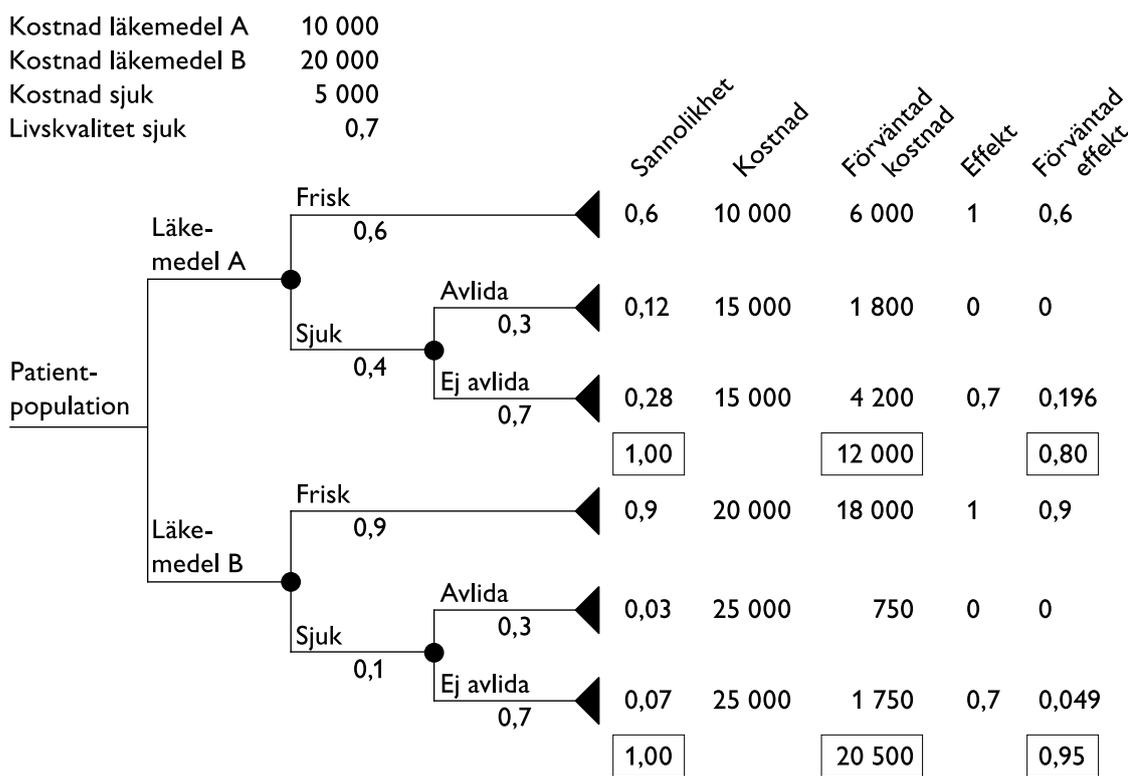 Kostnad läkemedel A 10 000
Kostnad läkemedel B 20 000
Kostnad sjuk 5 000
Livskvalitet sjuk 0,7
Sannolikhet Kostnad Förväntad kostnad Effekt Förväntad effekt
Frisk
0,6 0,6 10 000 6 000 1 0,6
Läke-
medel A
Avlida
0,3 0,12 15 000 1 800 0 0
Sjuk
0,4
Ej avlida
0,7 0,28 15 000 4 200 0,7 0,196
Patient-
population
1,00 12 000 0,80
Frisk
0,9 0,9 20 000 18 000 1 0,9
Läke-
medel B
Avlida
0,3 0,03 25 000 750 0 0
Sjuk
0,1
Ej avlida
0,7 0,07 25 000 1 750 0,7 0,049
1,00 20 500 0,95